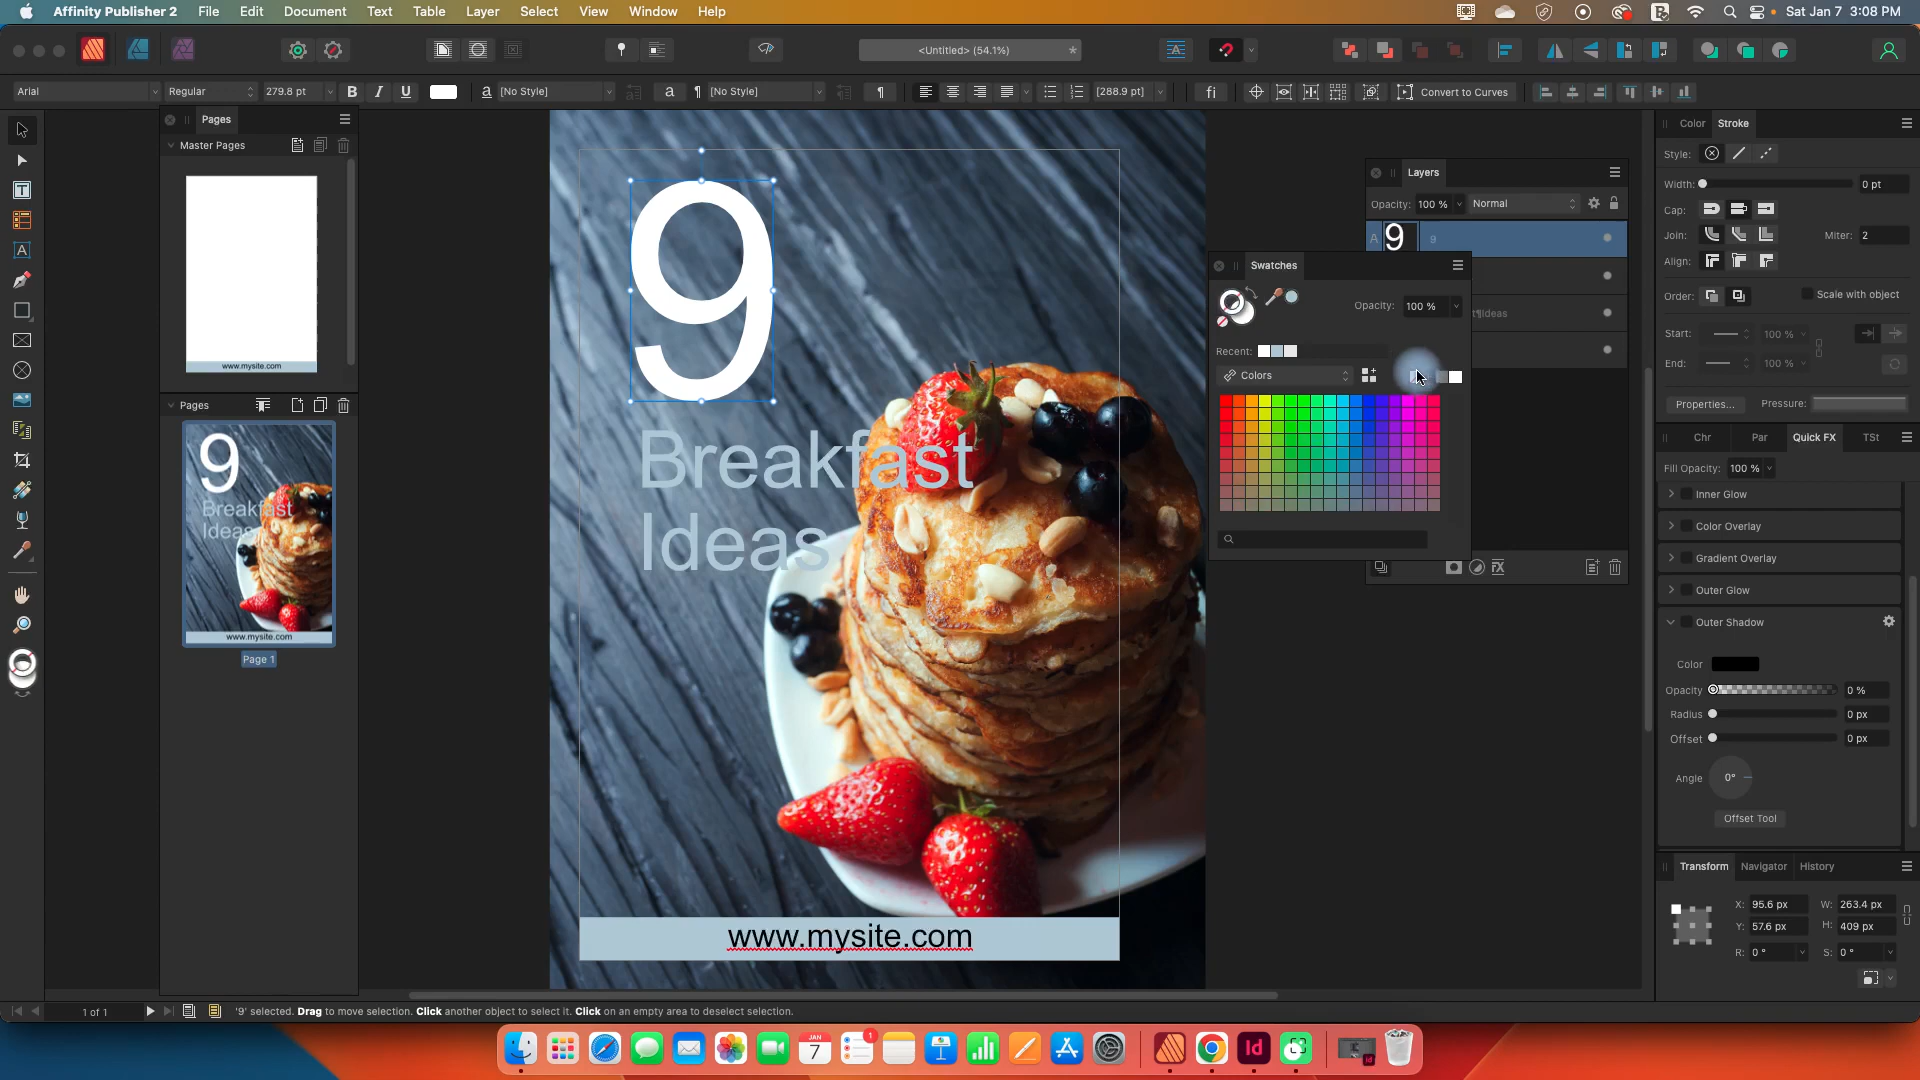 Affinity Publisher 2 File Edit Document Text Table Layer Select View Window Help Sat Jan 7 3:08 PM
<Untitled> (54.1%) *
Arial Regular 279.8 pt B I U a [No Style] a ¶ [No Style] ¶ [288.9 pt] fi Convert to Curves
Pages
Master Pages
www.mysite.com
Pages
9
Breakfast
Ideas
www.mysite.com
Page 1
9
Breakfast
Ideas
www.mysite.com
Layers
Opacity: 100 % Normal
A 9 9
t¶Ideas
Swatches
Opacity: 100 %
Recent:
Colors
Color Stroke
Style:
Width: 0 pt
Cap:
Join: Miter: 2
Align:
Order: Scale with object
Start: 100 %
End: 100 %
Properties... Pressure:
Chr Par Quick FX TSt
Fill Opacity: 100 %
Inner Glow
Color Overlay
Gradient Overlay
Outer Glow
Outer Shadow
Color
Opacity 0 %
Radius 0 px
Offset 0 px
Angle 0°
Offset Tool
Transform Navigator History
X: 95.6 px W: 263.4 px
Y: 57.6 px H: 409 px
R: 0 ° S: 0 °
1 of 1 '9' selected. Drag to move selection. Click another object to select it. Click on an empty area to deselect selection.
JAN
7
1
Id